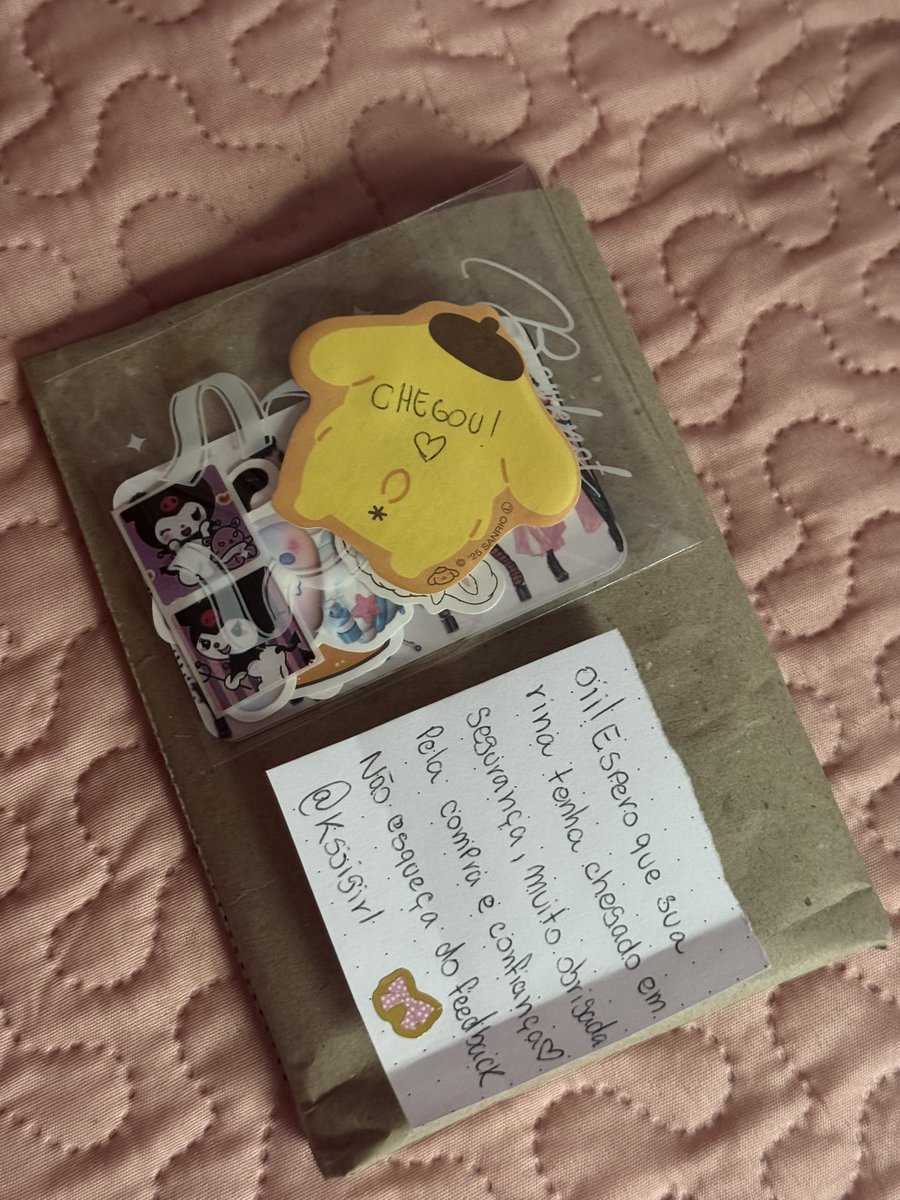 CHEGOU!
♡
© '25 SANRIO Ⓛ
Oii! Espero que sua
rina tenha chegado em
segurança, muito obrigada
Pela compra e confiança♡
Não esqueça do feedback
@kssigirl